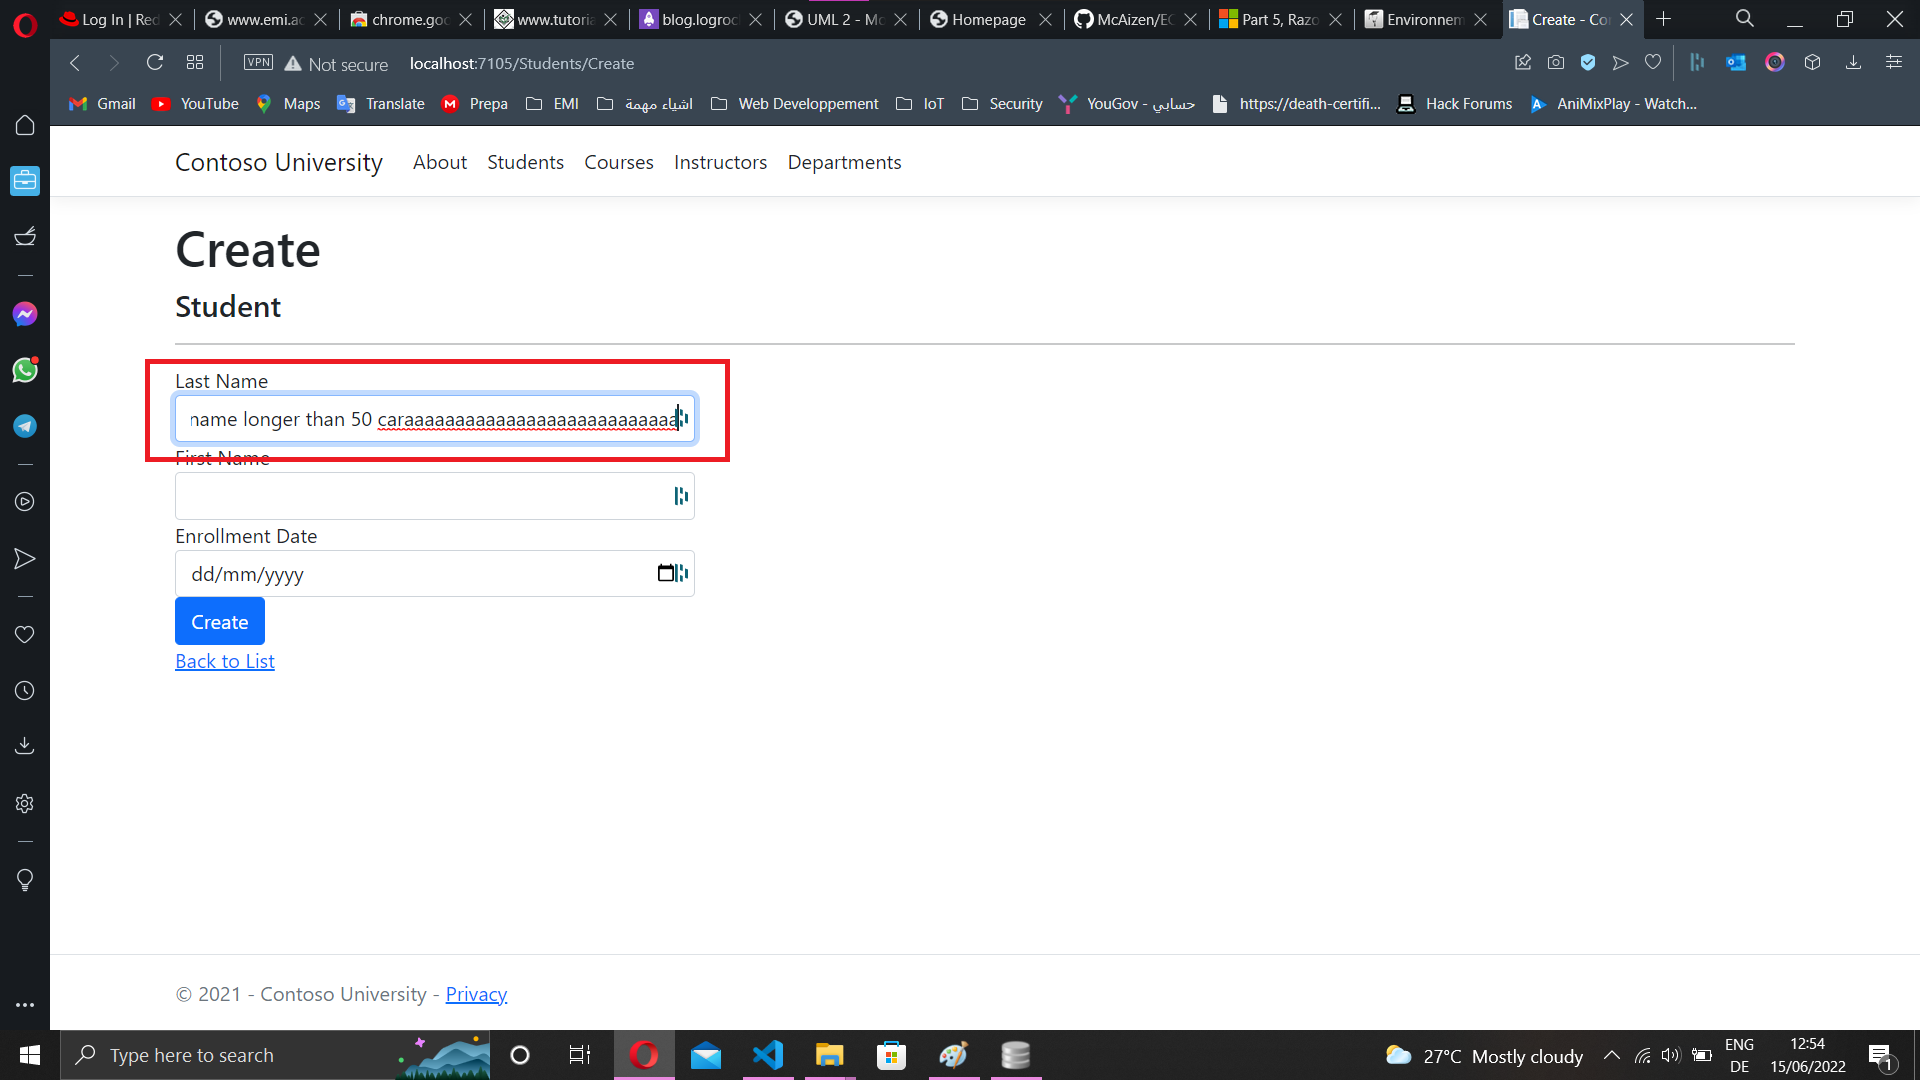 Log In | Red
www.emi.ac
chrome.goo
www.tutoria
blog.logroc
UML 2 - Mo
Homepage
McAizen/EC
Part 5, Razo
Environnem
Create - Co
VPN
Not secure
localhost:7105/Students/Create
Gmail
YouTube
Maps
Translate
Prepa
EMI
اشياء مهمة
Web Developpement
IoT
Security
YouGov - حسابي
https://death-certifi...
Hack Forums
AniMixPlay - Watch...
Contoso University
About
Students
Courses
Instructors
Departments
Create
Student
Last Name
name longer than 50 caraaaaaaaaaaaaaaaaaaaaaaaaaaa
First Name
Enrollment Date
dd/mm/yyyy
Create
Back to List
© 2021 - Contoso University - Privacy
Type here to search
27°C Mostly cloudy
ENG
DE
12:54
15/06/2022
1